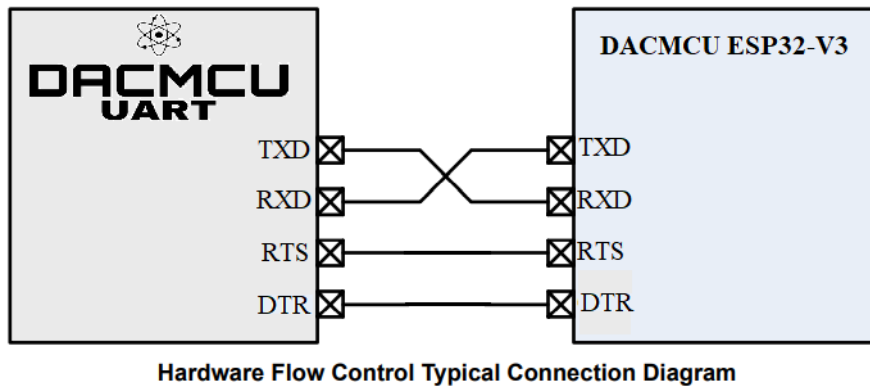 DACMCU
UART
TXD
RXD
RTS
DTR
DACMCU ESP32-V3
TXD
RXD
RTS
DTR
Hardware Flow Control Typical Connection Diagram